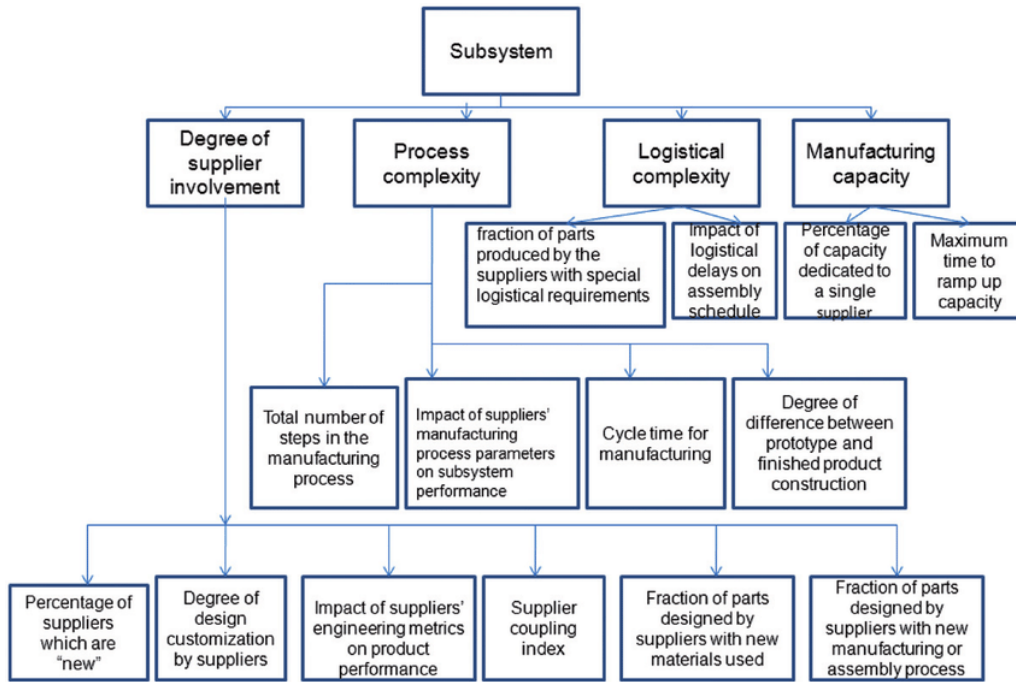 Subsystem
Degree of
supplier
involvement
Process
complexity
Logistical
complexity
Manufacturing
capacity
fraction of parts
produced by the
suppliers with special
logistical requirements
Impact of
logistical
delays on
assembly
schedule
Percentage
of capacity
dedicated to
a single
supplier
Maximum
time to
ramp up
capacity
Total number of
steps in the
manufacturing
process
Impact of suppliers'
manufacturing
process parameters
on subsystem
performance
Cycle time for
manufacturing
Degree of
difference between
prototype and
finished product
construction
Percentage of
suppliers
which are
“new”
Degree of
design
customization
by suppliers
Impact of suppliers'
engineering metrics
on product
performance
Supplier
coupling
index
Fraction of parts
designed by
suppliers with new
materials used
Fraction of parts
designed by
suppliers with new
manufacturing or
assembly process